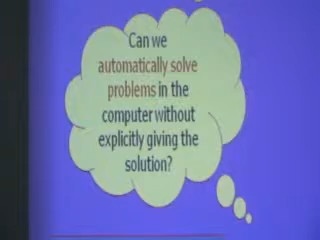 Can we
automatically solve
problems in the
computer without
explicitly giving the
solution?